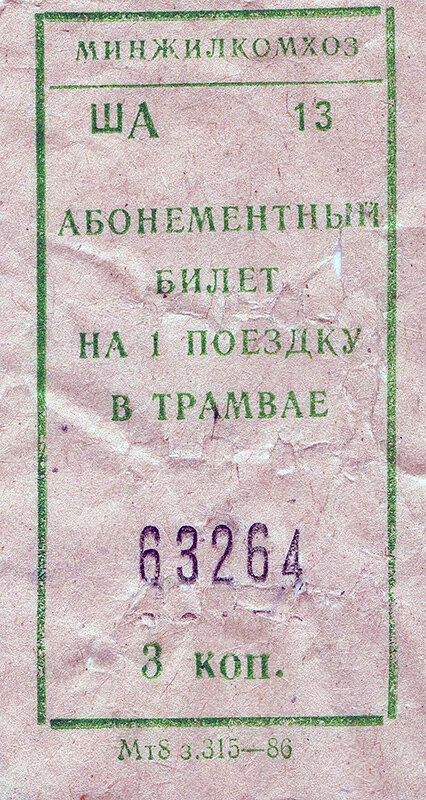 МИНЖИЛКОМХОЗ
ША 13
АБОНЕМЕНТНЫЙ
БИЛЕТ
НА 1 ПОЕЗДКУ
В ТРАМВАЕ
63264
3 коп.
Мт8 з.315—86